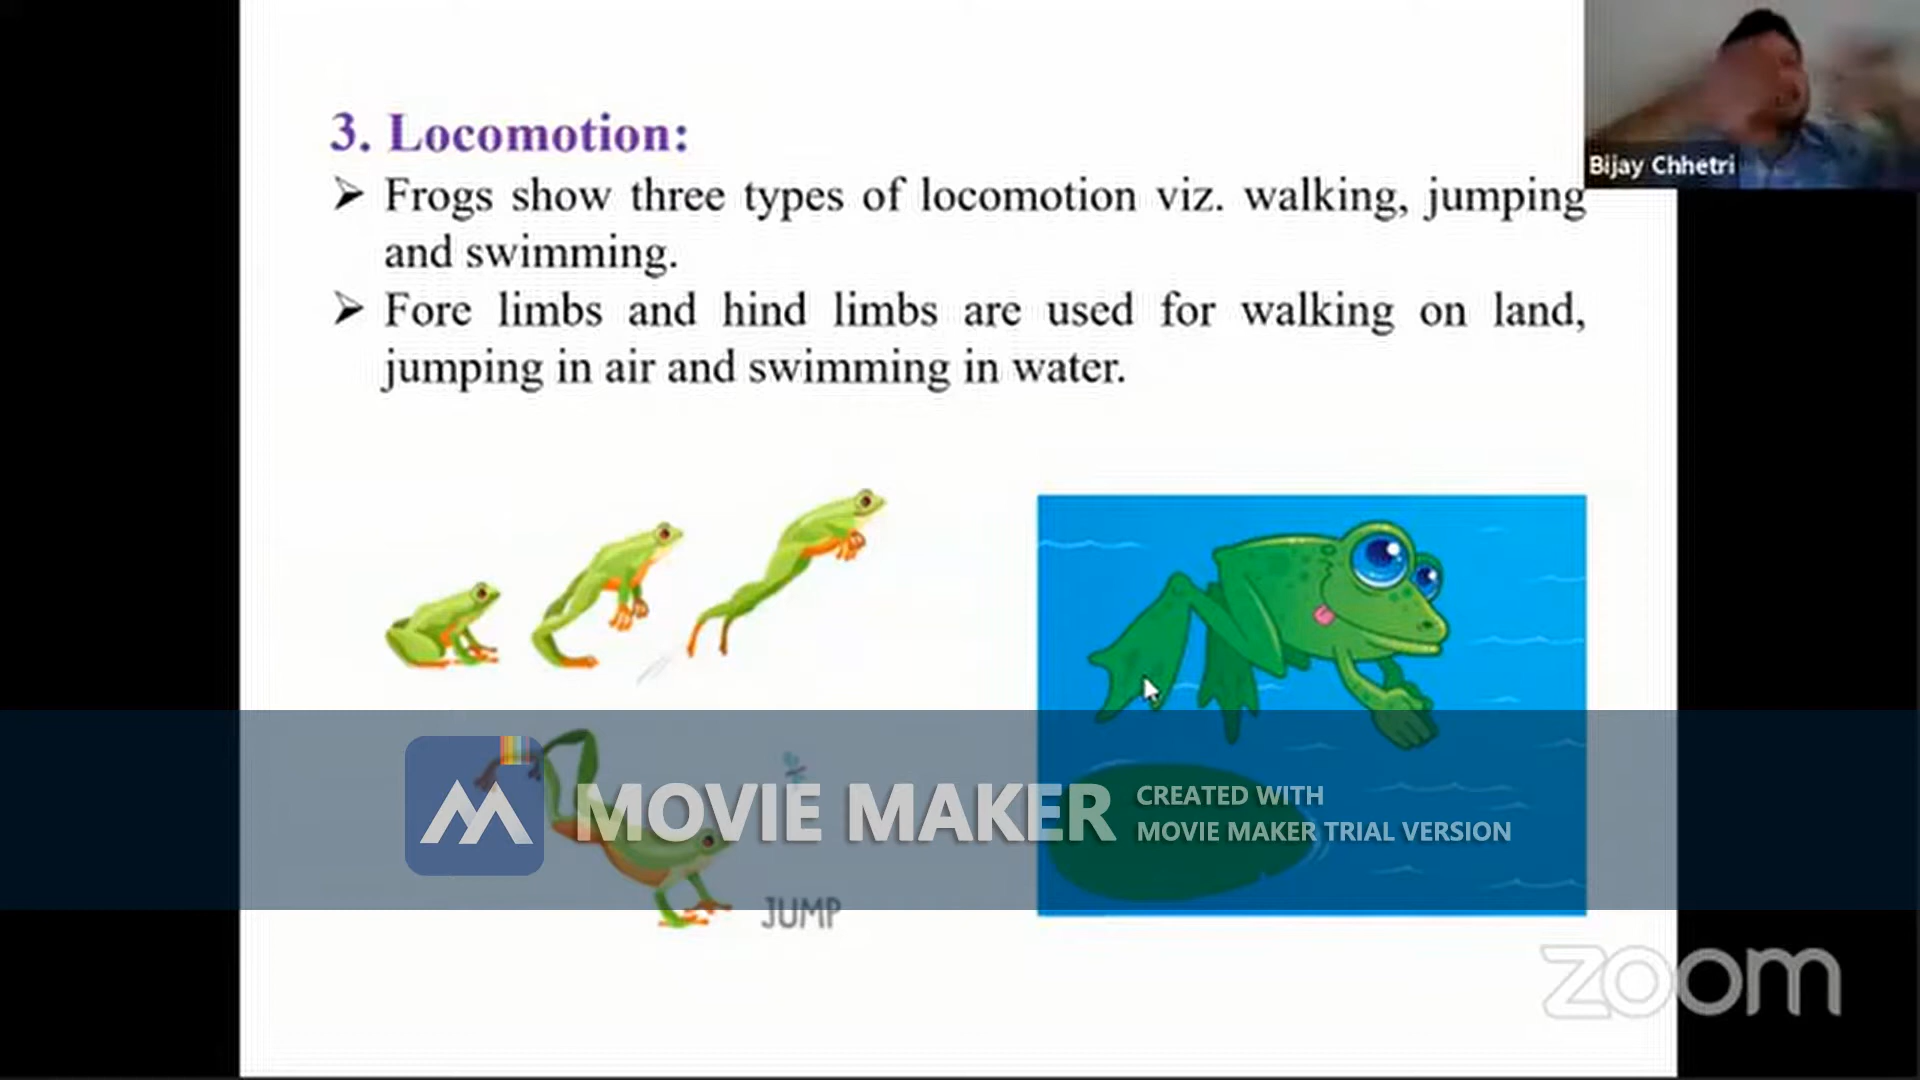 3. Locomotion:
Bijay Chhetri
➢ Frogs show three types of locomotion viz. walking, jumping
and swimming.
➢ Fore limbs and hind limbs are used for walking on land,
jumping in air and swimming in water.
MOVIE MAKER
CREATED WITH
MOVIE MAKER TRIAL VERSION
JUMP
zoom